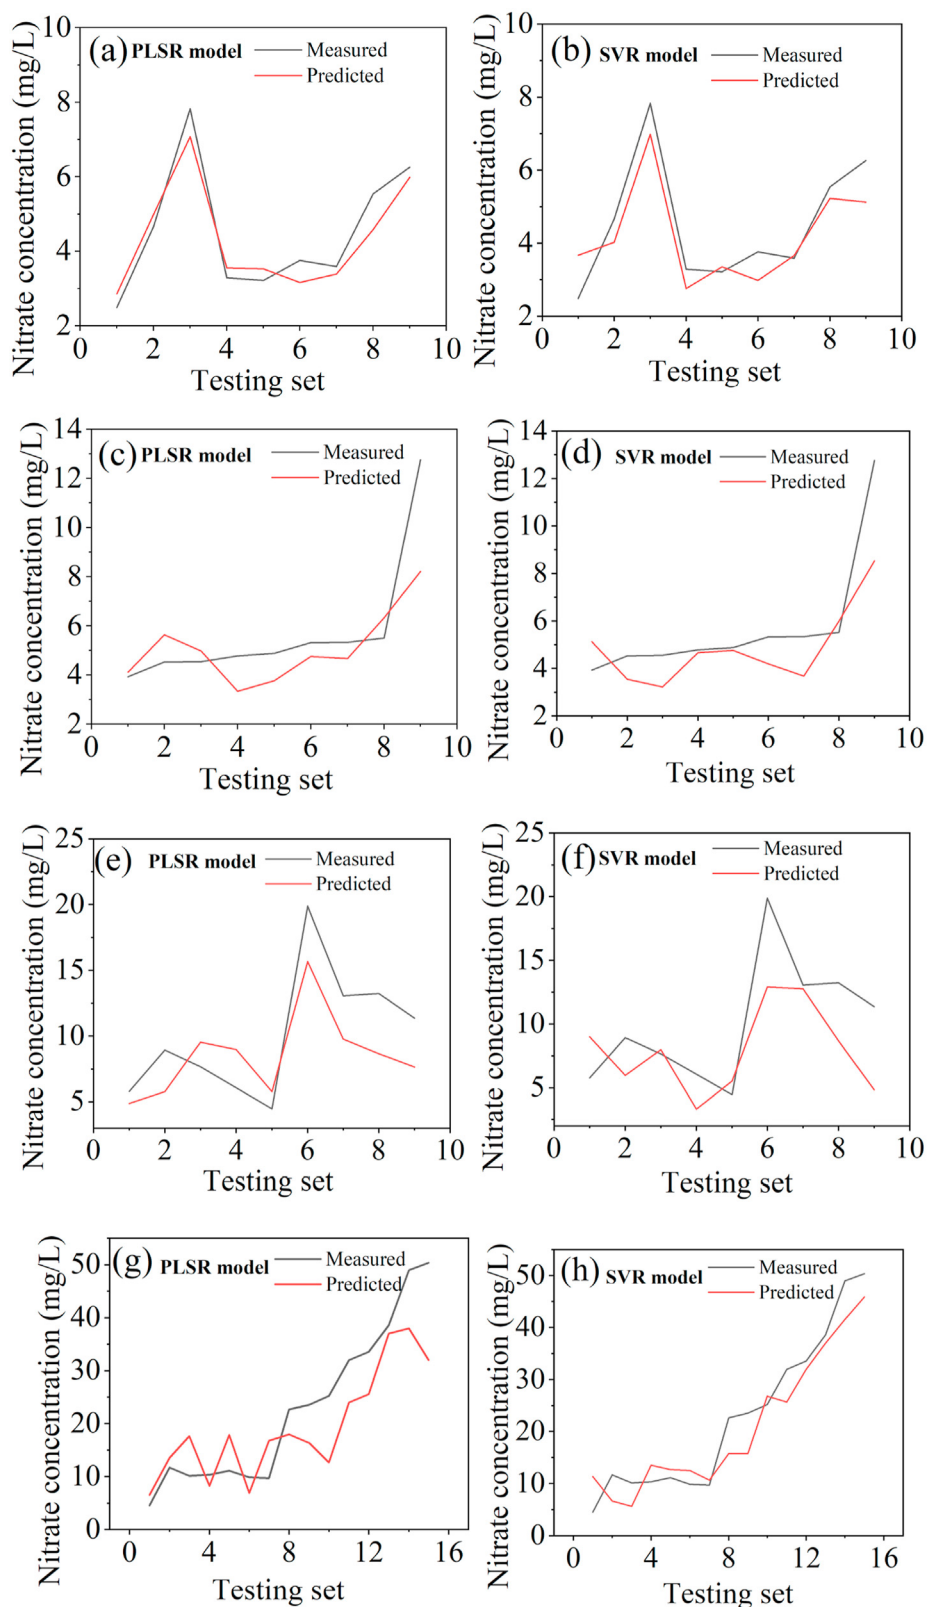 (a) PLSR model
Measured
Predicted
Nitrate concentration (mg/L)
10
8
6
4
2
0 2 4 6 8 10
Testing set
(b) SVR model
Measured
Predicted
Nitrate concentration (mg/L)
10
8
6
4
2
0 2 4 6 8 10
Testing set
(c) PLSR model
Measured
Predicted
Nitrate concentration (mg/L)
14
12
10
8
6
4
2
0 2 4 6 8 10
Testing set
(d) SVR model
Measured
Predicted
Nitrate concentration (mg/L)
14
12
10
8
6
4
2
0 2 4 6 8 10
Testing set
(e) PLSR model
Measured
Predicted
Nitrate concentration (mg/L)
25
20
15
10
5
0 2 4 6 8 10
Testing set
(f) SVR model
Measured
Predicted
Nitrate concentration (mg/L)
25
20
15
10
5
0 2 4 6 8 10
Testing set
(g) PLSR model
Measured
Predicted
Nitrate concentration (mg/L)
50
40
30
20
10
0
0 4 8 12 16
Testing set
(h) SVR model
Measured
Predicted
Nitrate concentration (mg/L)
50
40
30
20
10
0
0 4 8 12 16
Testing set